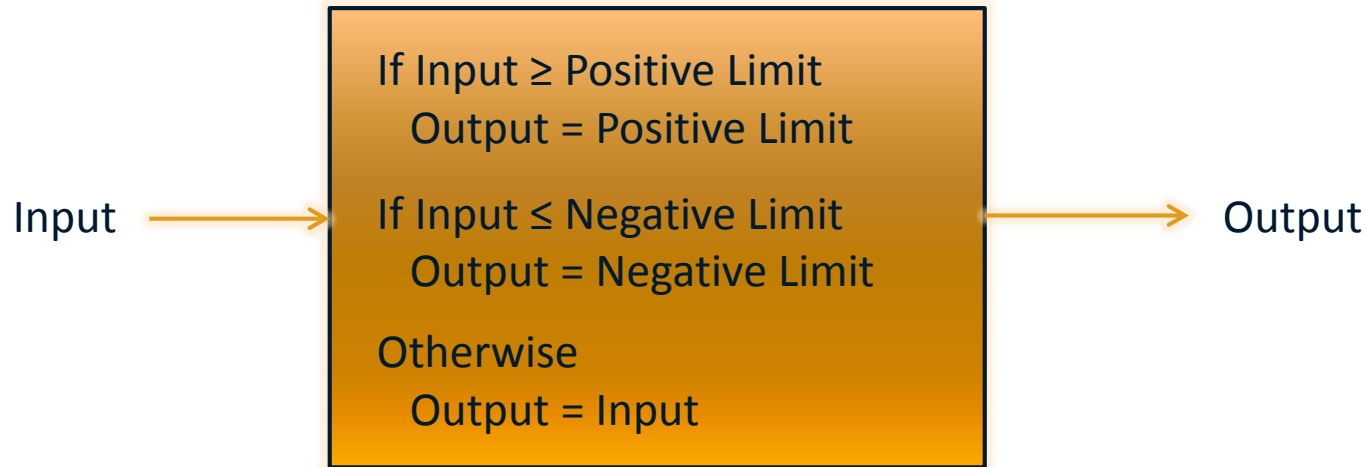 If Input ≥ Positive Limit
Output = Positive Limit
Input
If Input ≤ Negative Limit
Output
Output = Negative Limit
Otherwise
Output = Input